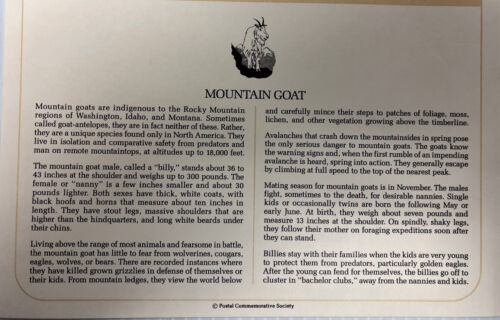 MOUNTAIN GOAT
Mountain goats are indigenous to the Rocky Mountain
regions of Washington, Idaho, and Montana. Sometimes
called goat-antelopes, they are in fact neither of these. Rather,
they are a unique species found only in North America. They
live in isolation and comparative safety from predators and
man on remote mountaintops, at altitudes up to 18,000 feet.
The mountain goat male, called a "billy," stands about 36 to
43 inches at the shoulder and weighs up to 300 pounds. The
female or "nanny" is a few inches smaller and about 30
pounds lighter. Both sexes have thick, white coats, with
black hoofs and horns that measure about ten inches in
length. They have stout legs, massive shoulders that are
higher than the hindquarters, and long white beards under
their chins.
Living above the range of most animals and fearsome in battle,
the mountain goat has little to fear from wolverines, cougars,
eagles, wolves, or bears. There are recorded instances where
they have killed grown grizzlies in defense of themselves or
their kids. From mountain ledges, they view the world below
and carefully mince their steps to patches of foliage, moss,
lichen, and other vegetation growing above the timberline.
Avalanches that crash down the mountainsides in spring pose
the only serious danger to mountain goats. The goats know
the warning signs and, when the first rumble of an impending
avalanche is heard, spring into action. They generally escape
by climbing at full speed to the top of the nearest peak.
Mating season for mountain goats is in November. The males
fight, sometimes to the death, for desirable nannies. Single
kids or occasionally twins are born the following May or
early June. At birth, they weigh about seven pounds and
measure 13 inches at the shoulder. On spindly, shaky legs,
they follow their mother on foraging expeditions soon after
they can stand.
Billies stay with their families when the kids are very young
to protect them from predators, particularly golden eagles.
After the young can fend for themselves, the billies go off to
cluster in "bachelor clubs," away from the nannies and kids.
© Postal Commemorative Society